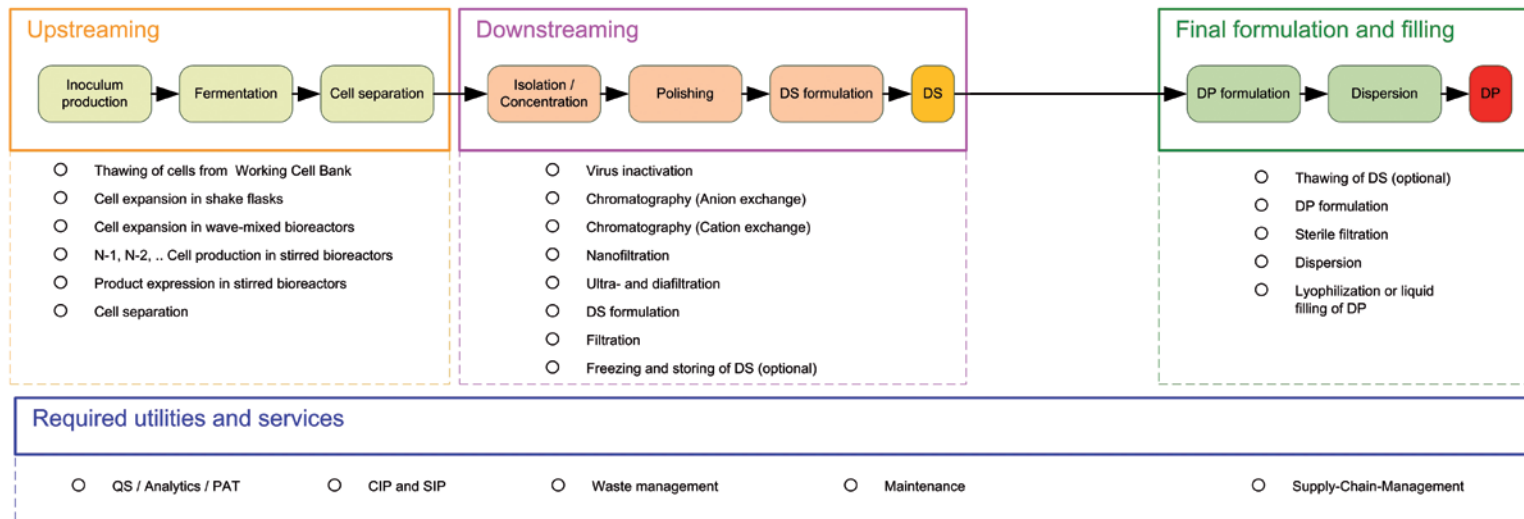 Upstreaming
Inoculum
production
Fermentation
Cell separation
Thawing of cells from Working Cell Bank
Cell expansion in shake flasks
Cell expansion in wave-mixed bioreactors
N-1, N-2, .. Cell production in stirred bioreactors
Product expression in stirred bioreactors
Cell separation
Downstreaming
Isolation /
Concentration
Polishing
DS formulation
DS
Virus inactivation
Chromatography (Anion exchange)
Chromatography (Cation exchange)
Nanofiltration
Ultra- and diafiltration
DS formulation
Filtration
Freezing and storing of DS (optional)
Final formulation and filling
DP formulation
Dispersion
DP
Thawing of DS (optional)
DP formulation
Sterile filtration
Dispersion
Lyophilization or liquid
filling of DP
Required utilities and services
QS / Analytics / PAT
CIP and SIP
Waste management
Maintenance
Supply-Chain-Management